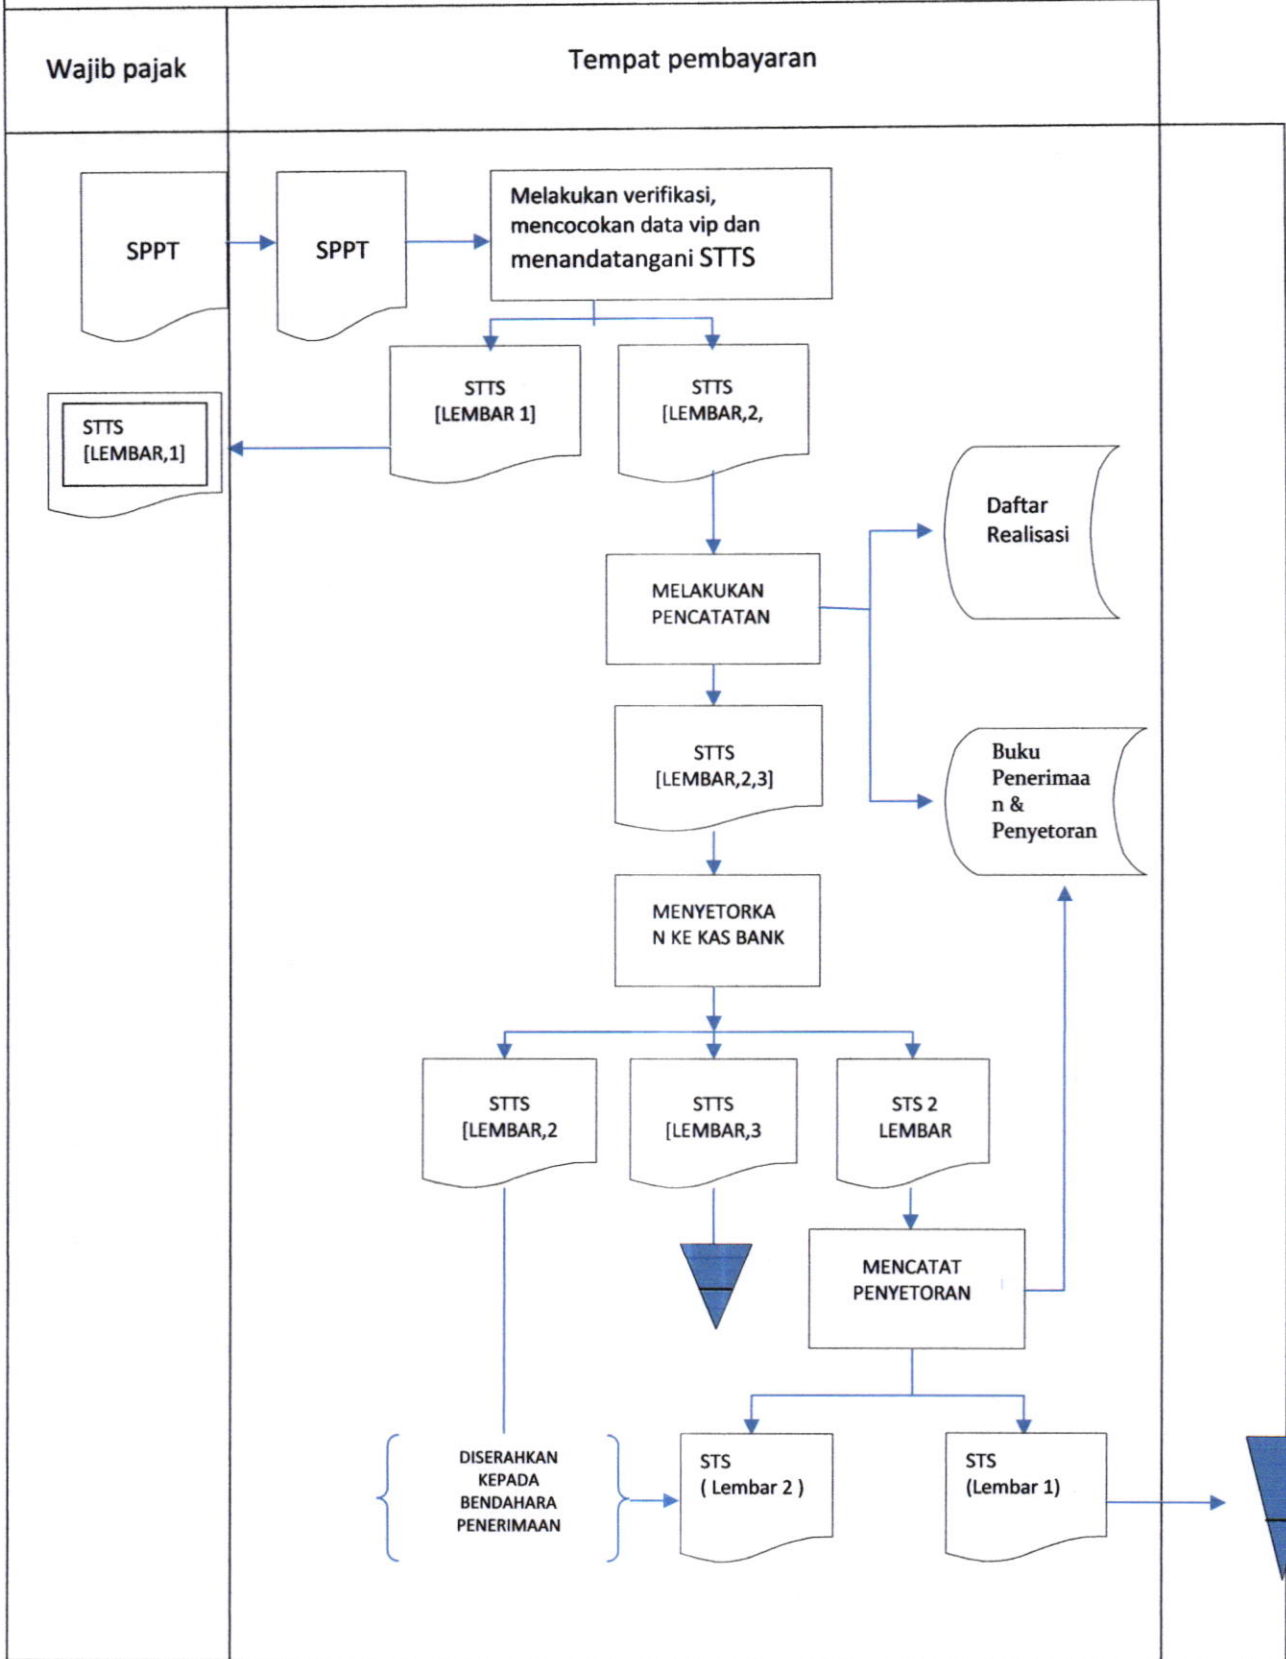 Wajib pajak
Tempat pembayaran
SPPT
SPPT
Melakukan verifikasi,
mencocokan data vip dan
menandatangani STTS
STTS
[LEMBAR 1]
STTS
[LEMBAR,2,
STTS
[LEMBAR,1]
Daftar
Realisasi
MELAKUKAN
PENCATATAN
STTS
[LEMBAR,2,3]
Buku
Penerimaa
n &
Penyetoran
MENYETORKA
N KE KAS BANK
STTS
[LEMBAR,2
STTS
[LEMBAR,3
STS 2
LEMBAR
MENCATAT
PENYETORAN
DISERAHKAN
KEPADA
BENDAHARA
PENERIMAAN
STS
( Lembar 2 )
STS
(Lembar 1)